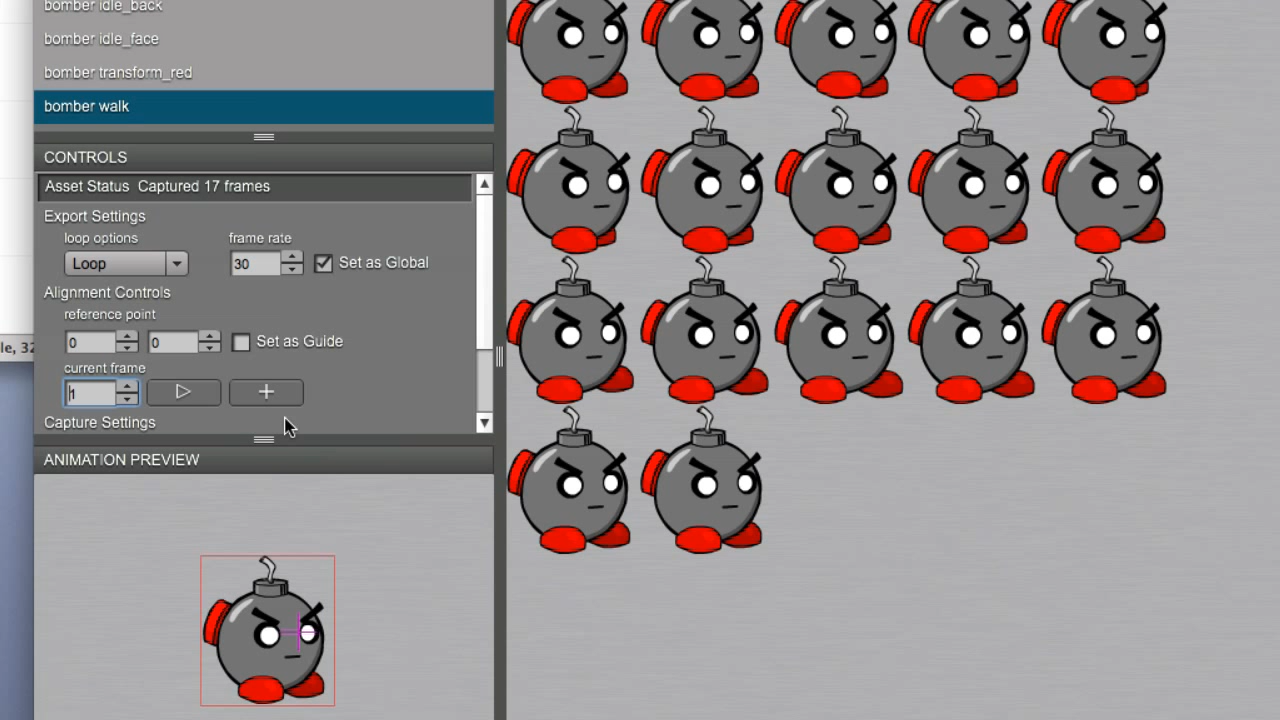 bomber idle_back
bomber idle_face
bomber transform_red
bomber walk
CONTROLS
Asset Status Captured 17 frames
Export Settings
loop options frame rate
Loop 30 Set as Global
Alignment Controls
reference point
le, 32 0 0 Set as Guide
current frame
1
Capture Settings
ANIMATION PREVIEW